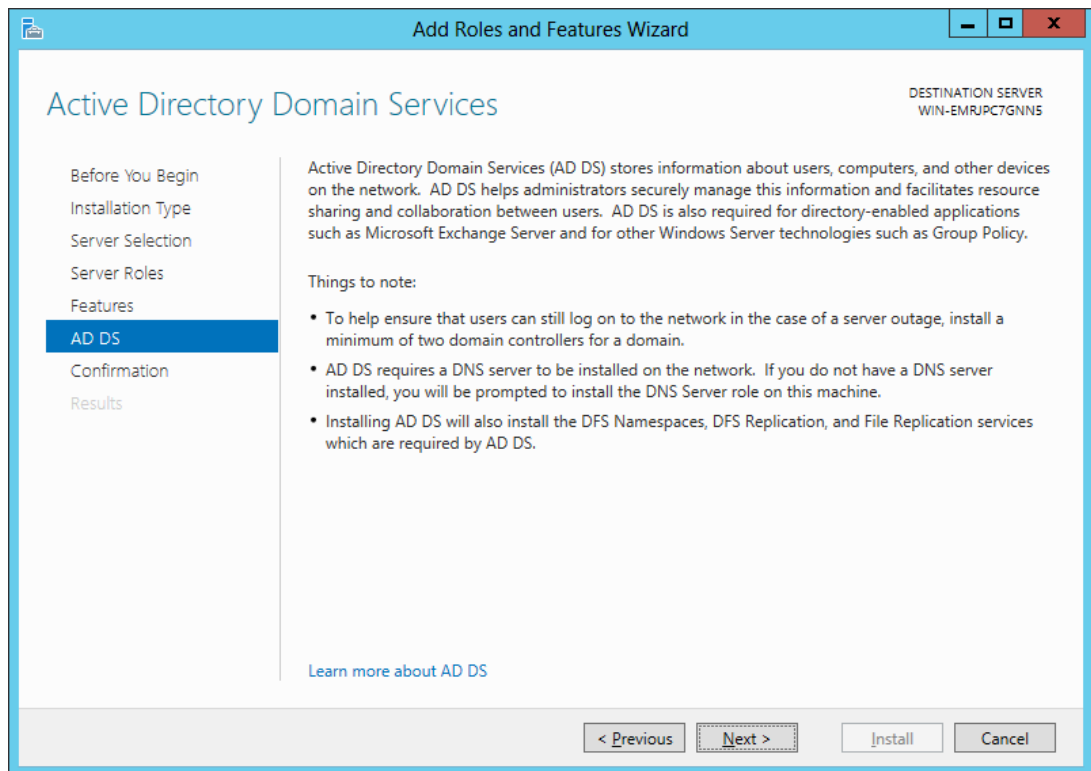 Add Roles and Features Wizard
Active Directory Domain Services
DESTINATION SERVER
WIN-EMRJPC7GNN5
Before You Begin
Installation Type
Server Selection
Server Roles
Features
AD DS
Confirmation
Results
Active Directory Domain Services (AD DS) stores information about users, computers, and other devices
on the network. AD DS helps administrators securely manage this information and facilitates resource
sharing and collaboration between users. AD DS is also required for directory-enabled applications
such as Microsoft Exchange Server and for other Windows Server technologies such as Group Policy.
Things to note:
• To help ensure that users can still log on to the network in the case of a server outage, install a
minimum of two domain controllers for a domain.
• AD DS requires a DNS server to be installed on the network. If you do not have a DNS server
installed, you will be prompted to install the DNS Server role on this machine.
• Installing AD DS will also install the DFS Namespaces, DFS Replication, and File Replication services
which are required by AD DS.
Learn more about AD DS
< Previous
Next >
Install
Cancel